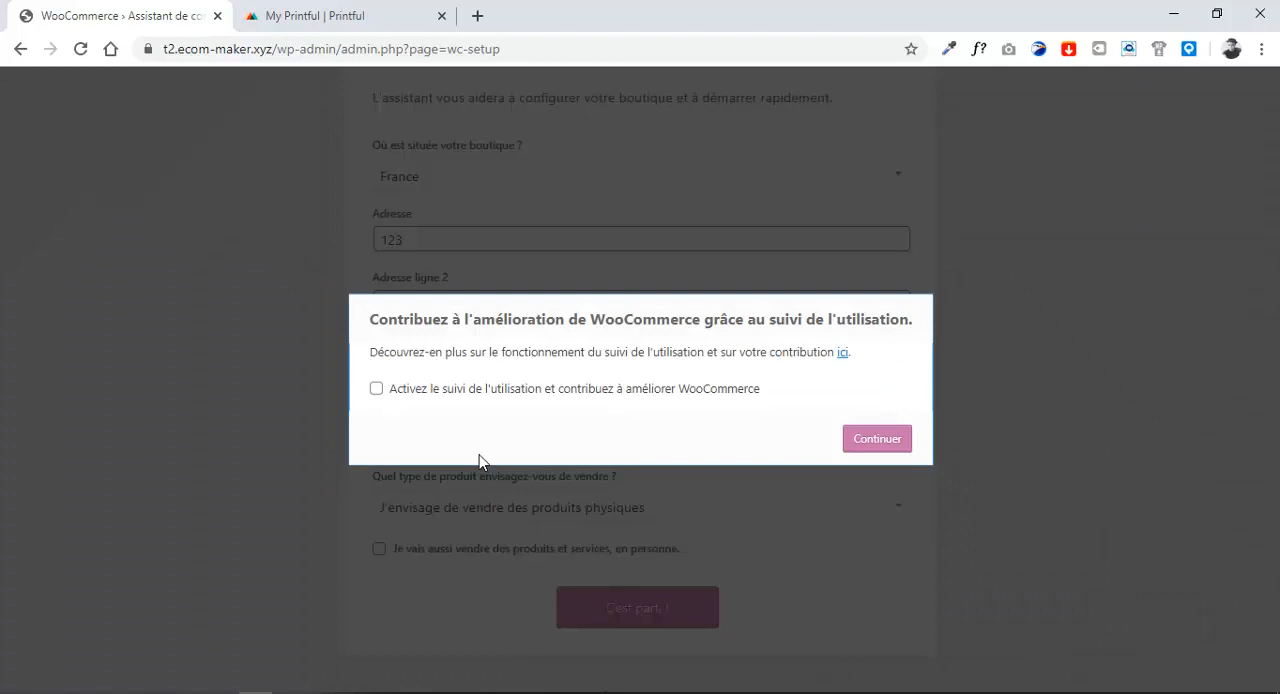 WooCommerce › Assistant de co
My Printful | Printful
t2.ecom-maker.xyz/wp-admin/admin.php?page=wc-setup
f?
L'assistant vous aidera à configurer votre boutique et à démarrer rapidement.
Où est située votre boutique ?
France
Adresse
123
Adresse ligne 2
Contribuez à l'amélioration de WooCommerce grâce au suivi de l'utilisation.
Découvrez-en plus sur le fonctionnement du suivi de l'utilisation et sur votre contribution ici.
Activez le suivi de l'utilisation et contribuez à améliorer WooCommerce
Continuer
Quel type de produit envisagez-vous de vendre ?
J'envisage de vendre des produits physiques
Je vais aussi vendre des produits et services, en personne.
C'est parti !